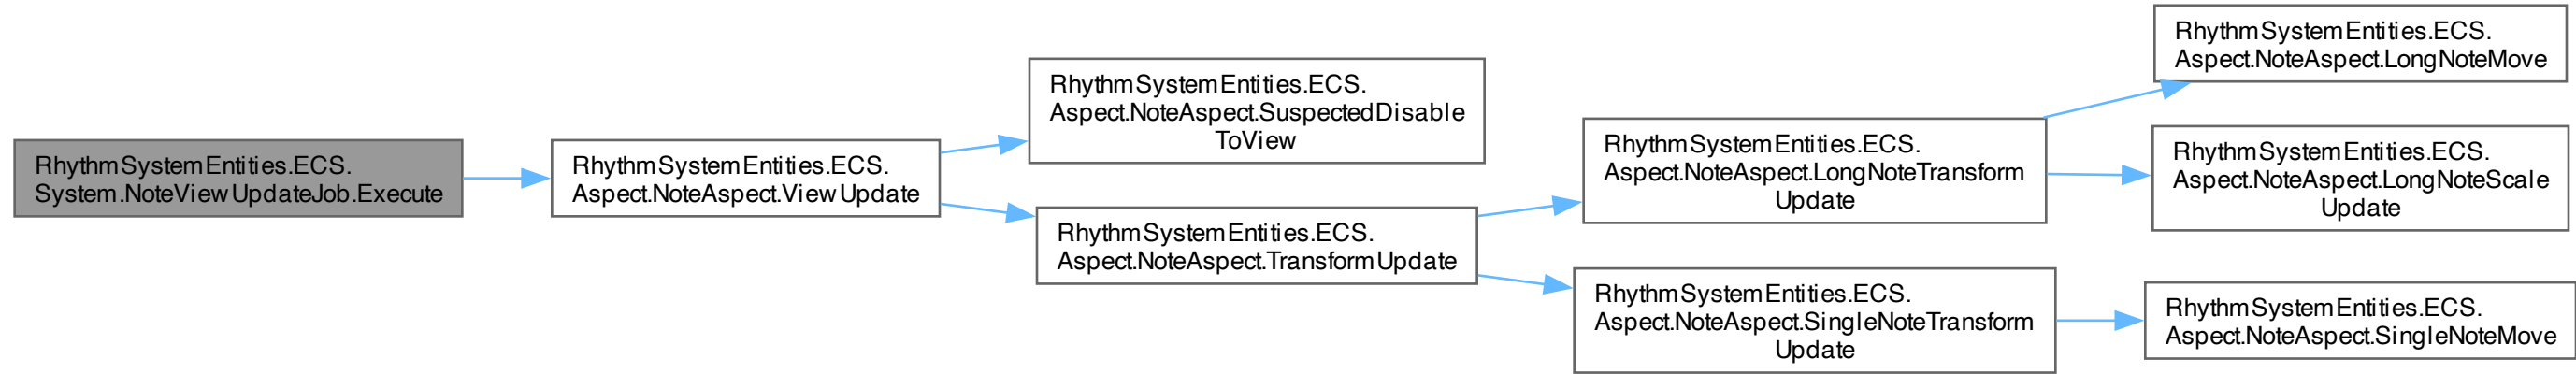 RhythmSystemEntities.ECS.
System.NoteViewUpdateJob.Execute
RhythmSystemEntities.ECS.
Aspect.NoteAspect.ViewUpdate
RhythmSystemEntities.ECS.
Aspect.NoteAspect.SuspectedDisable
ToView
RhythmSystemEntities.ECS.
Aspect.NoteAspect.TransformUpdate
RhythmSystemEntities.ECS.
Aspect.NoteAspect.LongNoteTransform
Update
RhythmSystemEntities.ECS.
Aspect.NoteAspect.SingleNoteTransform
Update
RhythmSystemEntities.ECS.
Aspect.NoteAspect.LongNoteMove
RhythmSystemEntities.ECS.
Aspect.NoteAspect.LongNoteScale
Update
RhythmSystemEntities.ECS.
Aspect.NoteAspect.SingleNoteMove